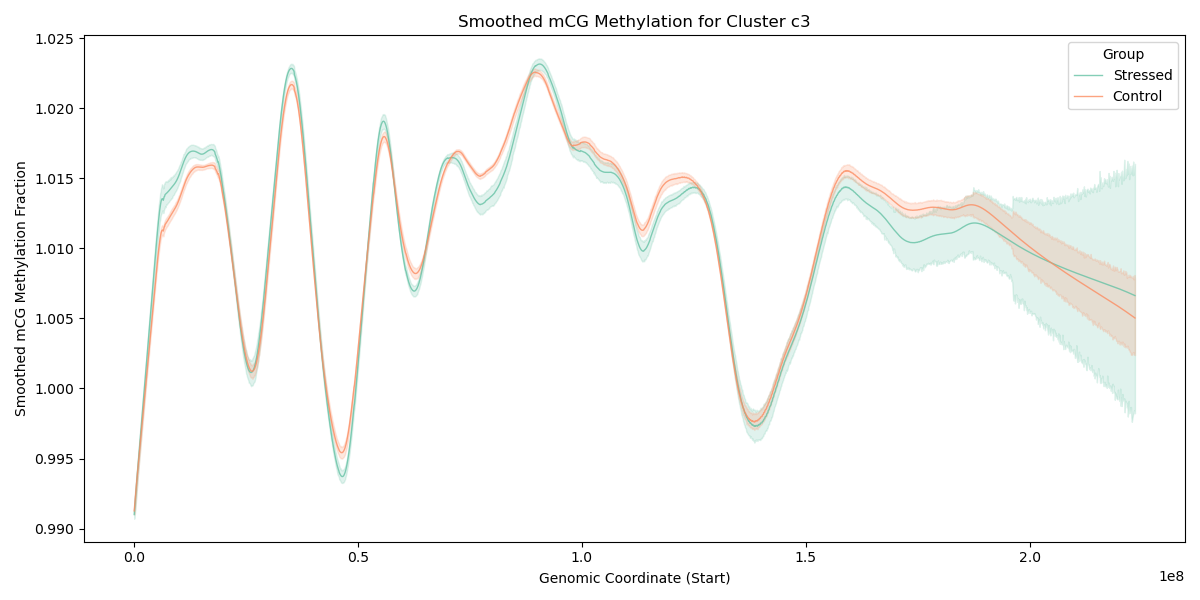 Smoothed mCG Methylation for Cluster c3
Smoothed mCG Methylation Fraction
1.025
1.020
1.015
1.010
1.005
1.000
0.995
0.990
Group
Stressed
Control
0.0
0.5
1.0
1.5
2.0
1e8
Genomic Coordinate (Start)